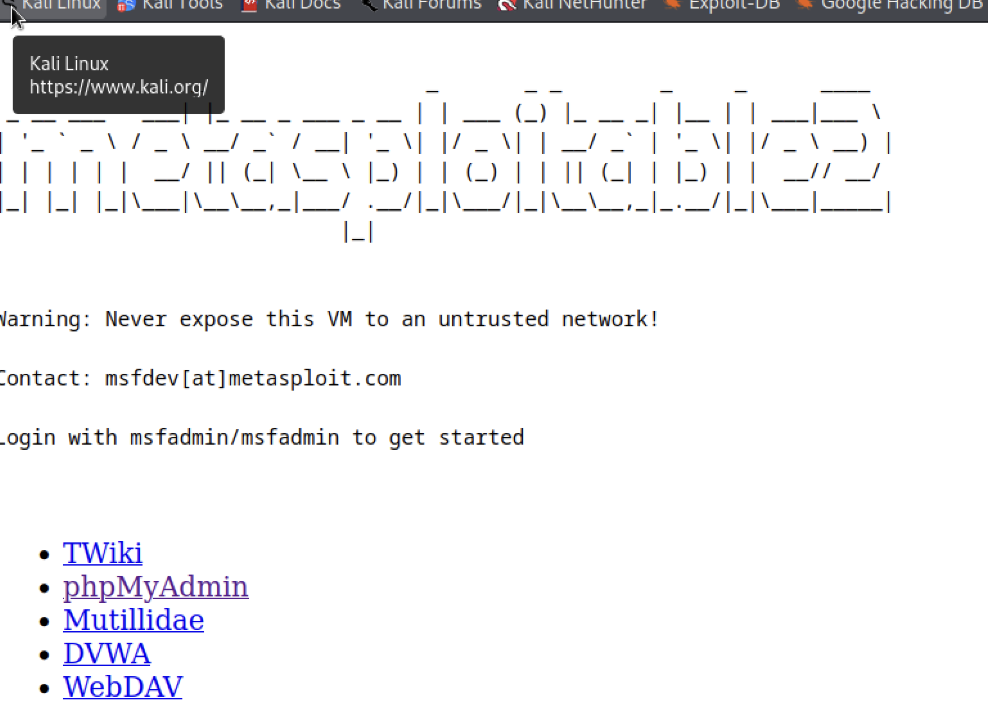 Kali Linux Kali Tools Kali Docs Kali Forums Kali NetHunter Exploit-DB Google Hacking DB
Kali Linux
https://www.kali.org/
metasploitable2
Warning: Never expose this VM to an untrusted network!
Contact: msfdev[at]metasploit.com
Login with msfadmin/msfadmin to get started
TWiki
phpMyAdmin
Mutillidae
DVWA
WebDAV